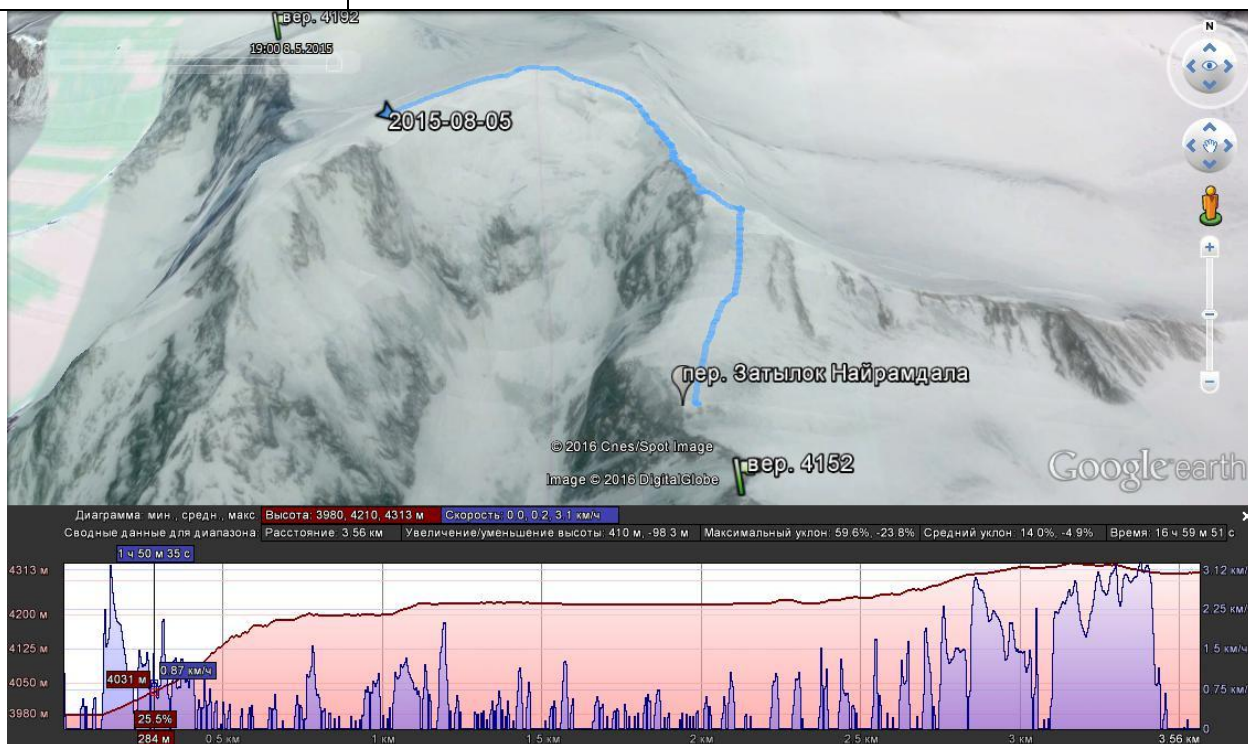 вер. 4192
19:00 8.5.2015
N
2015-08-05
пер. Затылок Найрамдала
© 2016 Cnes/Spot Image
вер. 4152
Image © 2016 DigitalGlobe
Google earth
Диаграмма: мин., средн., макс. Высота: 3980, 4210, 4313 м Скорость: 0.0, 0.2, 3.1 км/ч
Сводные данные для диапазона Расстояние: 3.56 км Увеличение/уменьшение высоты: 410 м, -98.3 м Максимальный уклон: 59.6%, -23.8% Средний уклон: 14.0%, -4.9% Время: 16 ч 59 м 51 с
1 ч 50 м 35 с
4313 м 3.12 км/
4200 м 2.25 км/
4125 м 1.5 км/ч
0.87 км/ч
4031 м
4050 м 0.75 км/
3980 м 0
25.5%
284 м 0.5 км 1 км 1.5 км 2 км 2.5 км 3 км 3.56 км